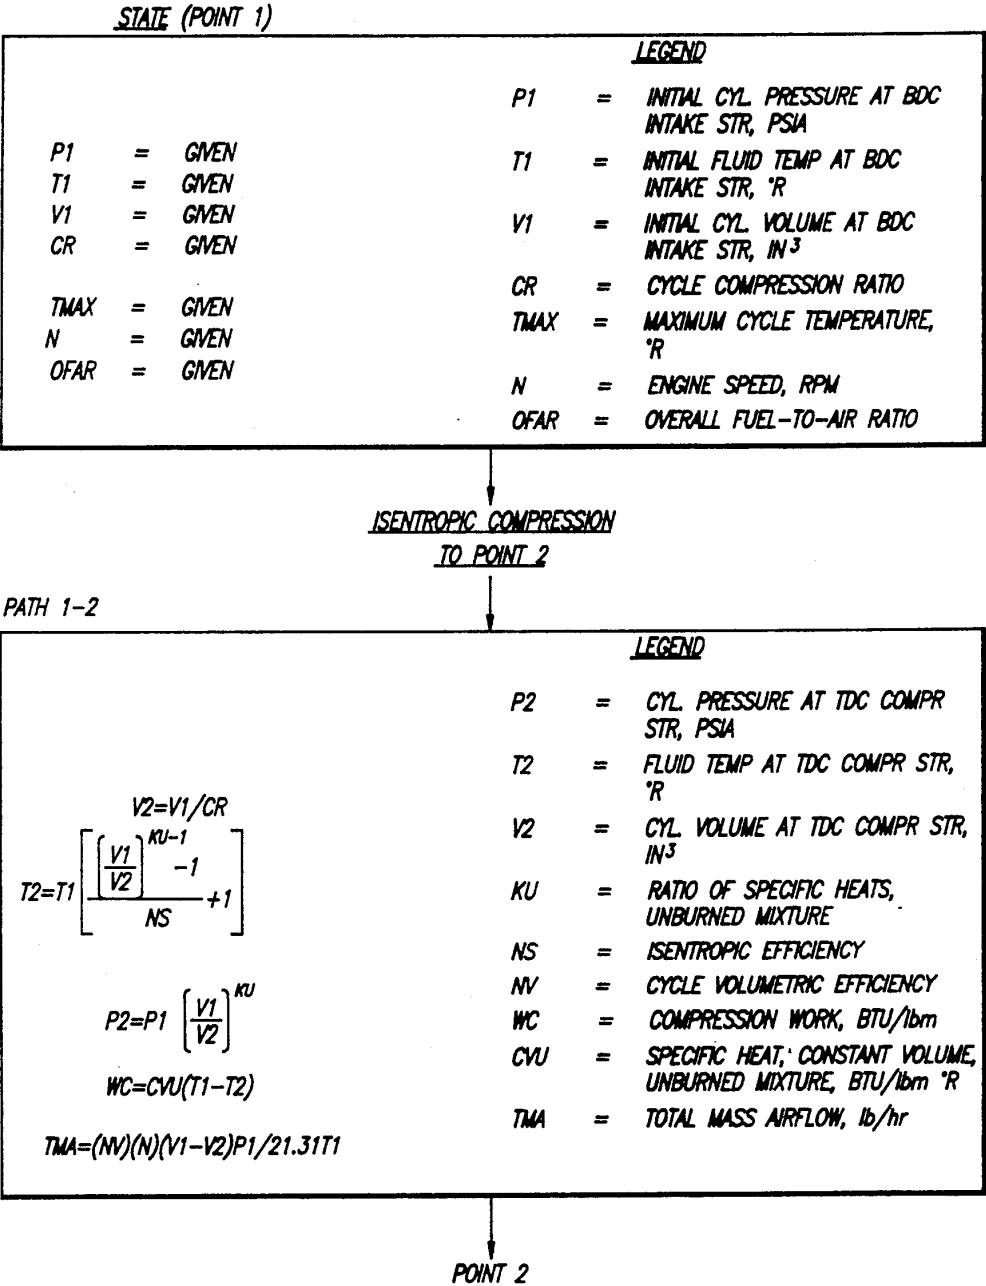 STATE (POINT 1)
P1 = GIVEN
T1 = GIVEN
V1 = GIVEN
CR = GIVEN
TMAX = GIVEN
N = GIVEN
OFAR = GIVEN
LEGEND
P1 = INITIAL CYL. PRESSURE AT BDC
INTAKE STR, PSIA
T1 = INITIAL FLUID TEMP AT BDC
INTAKE STR, °R
V1 = INITIAL CYL. VOLUME AT BDC
INTAKE STR, IN³
CR = CYCLE COMPRESSION RATIO
TMAX = MAXIMUM CYCLE TEMPERATURE,
°R
N = ENGINE SPEED, RPM
OFAR = OVERALL FUEL-TO-AIR RATIO
ISENTROPIC COMPRESSION
TO POINT 2
PATH 1-2
V2=V1/CR
T2=T1[((V1/V2)^KU-1 -1)/NS +1]
P2=P1 (V1/V2)^KU
WC=CVU(T1-T2)
TMA=(NV)(N)(V1-V2)P1/21.31T1
LEGEND
P2 = CYL. PRESSURE AT TDC COMPR
STR, PSIA
T2 = FLUID TEMP AT TDC COMPR STR,
°R
V2 = CYL. VOLUME AT TDC COMPR STR,
IN³
KU = RATIO OF SPECIFIC HEATS,
UNBURNED MIXTURE
NS = ISENTROPIC EFFICIENCY
NV = CYCLE VOLUMETRIC EFFICIENCY
WC = COMPRESSION WORK, BTU/lbm
CVU = SPECIFIC HEAT, CONSTANT VOLUME,
UNBURNED MIXTURE, BTU/lbm °R
TMA = TOTAL MASS AIRFLOW, lb/hr
POINT 2